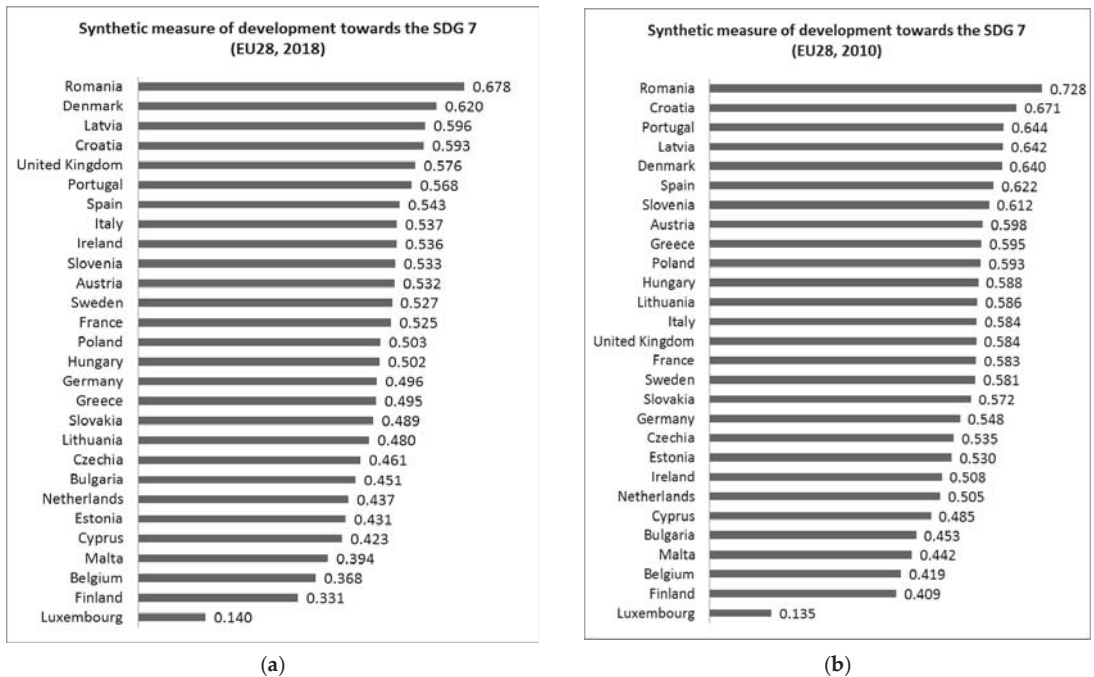 Synthetic measure of development towards the SDG 7
(EU28, 2018)
Romania 0.678
Denmark 0.620
Latvia 0.596
Croatia 0.593
United Kingdom 0.576
Portugal 0.568
Spain 0.543
Italy 0.537
Ireland 0.536
Slovenia 0.533
Austria 0.532
Sweden 0.527
France 0.525
Poland 0.503
Hungary 0.502
Germany 0.496
Greece 0.495
Slovakia 0.489
Lithuania 0.480
Czechia 0.461
Bulgaria 0.451
Netherlands 0.437
Estonia 0.431
Cyprus 0.423
Malta 0.394
Belgium 0.368
Finland 0.331
Luxembourg 0.140
(a)
Synthetic measure of development towards the SDG 7
(EU28, 2010)
Romania 0.728
Croatia 0.671
Portugal 0.644
Latvia 0.642
Denmark 0.640
Spain 0.622
Slovenia 0.612
Austria 0.598
Greece 0.595
Poland 0.593
Hungary 0.588
Lithuania 0.586
Italy 0.584
United Kingdom 0.584
France 0.583
Sweden 0.581
Slovakia 0.572
Germany 0.548
Czechia 0.535
Estonia 0.530
Ireland 0.508
Netherlands 0.505
Cyprus 0.485
Bulgaria 0.453
Malta 0.442
Belgium 0.419
Finland 0.409
Luxembourg 0.135
(b)